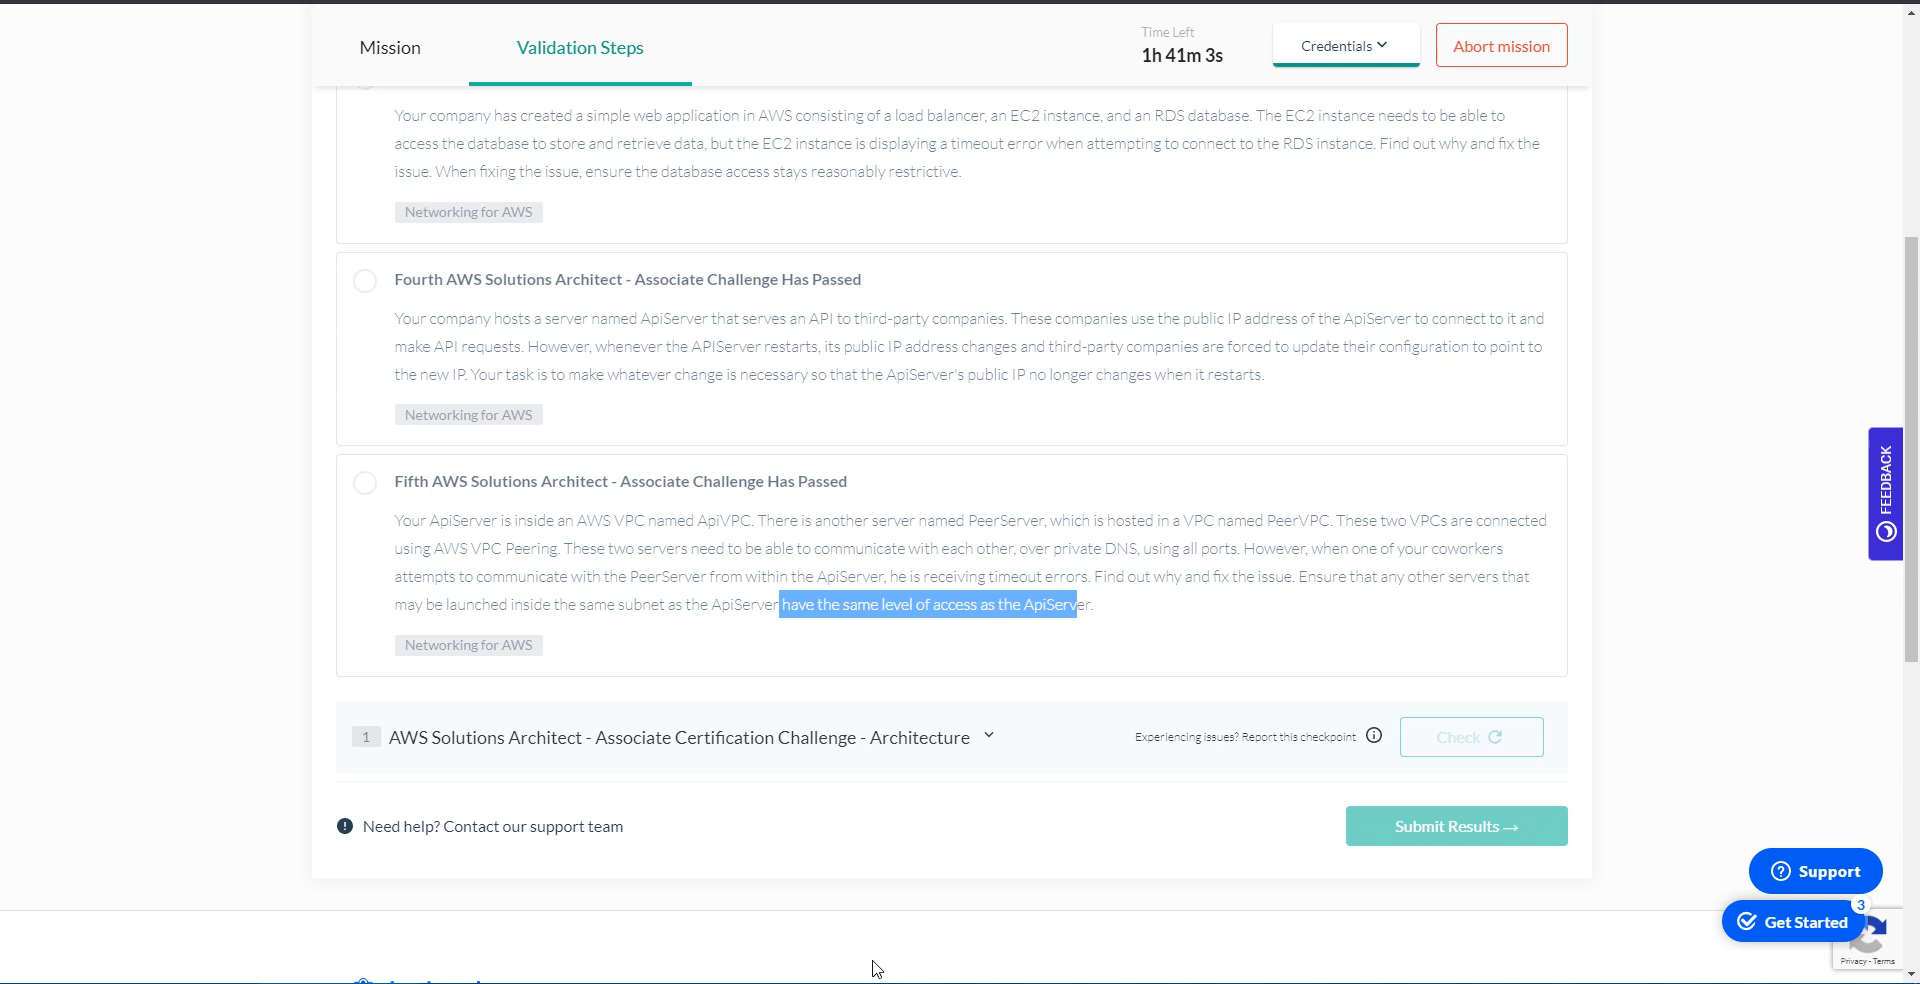 Mission
Validation Steps
Time Left
1h 41m 3s
Credentials
Abort mission
Your company has created a simple web application in AWS consisting of a load balancer, an EC2 instance, and an RDS database. The EC2 instance needs to be able to
access the database to store and retrieve data, but the EC2 instance is displaying a timeout error when attempting to connect to the RDS instance. Find out why and fix the
issue. When fixing the issue, ensure the database access stays reasonably restrictive.
Networking for AWS
Fourth AWS Solutions Architect - Associate Challenge Has Passed
Your company hosts a server named ApiServer that serves an API to third-party companies. These companies use the public IP address of the ApiServer to connect to it and
make API requests. However, whenever the APIServer restarts, its public IP address changes and third-party companies are forced to update their configuration to point to
the new IP. Your task is to make whatever change is necessary so that the ApiServer's public IP no longer changes when it restarts.
Networking for AWS
Fifth AWS Solutions Architect - Associate Challenge Has Passed
Your ApiServer is inside an AWS VPC named ApiVPC. There is another server named PeerServer, which is hosted in a VPC named PeerVPC. These two VPCs are connected
using AWS VPC Peering. These two servers need to be able to communicate with each other, over private DNS, using all ports. However, when one of your coworkers
attempts to communicate with the PeerServer from within the ApiServer, he is receiving timeout errors. Find out why and fix the issue. Ensure that any other servers that
may be launched inside the same subnet as the ApiServer have the same level of access as the ApiServer.
Networking for AWS
1 AWS Solutions Architect - Associate Certification Challenge - Architecture
Experiencing issues? Report this checkpoint
Check
Need help? Contact our support team
Submit Results →
FEEDBACK
Support
3
Get Started
Privacy - Terms